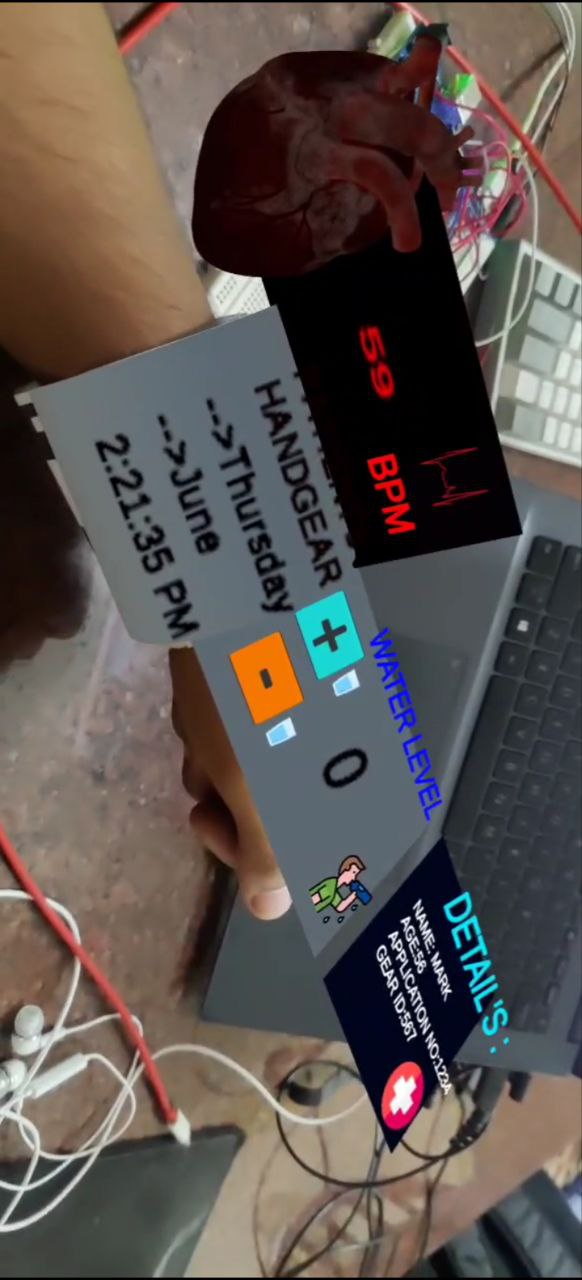 59
BPM
HANDGEAR
-->Thursday
-->June
2:21:35 PM
WATER LEVEL
+
-
0
DETAIL'S :
NAME: MARK
AGE:56
APPLICATION NO:1234
GEAR ID:567